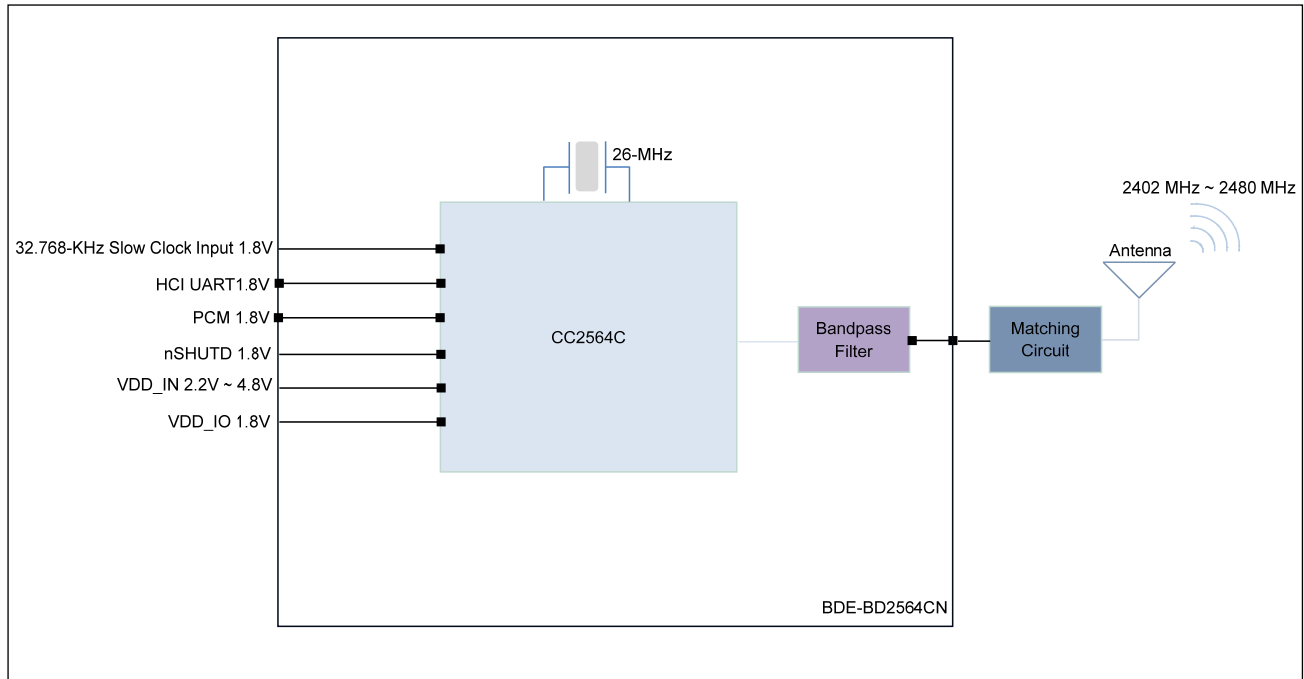 26-MHz
2402 MHz ~ 2480 MHz
Antenna
32.768-KHz Slow Clock Input 1.8V
HCI UART1.8V
PCM 1.8V
nSHUTD 1.8V
VDD_IN 2.2V ~ 4.8V
VDD_IO 1.8V
CC2564C
Bandpass
Filter
Matching
Circuit
BDE-BD2564CN